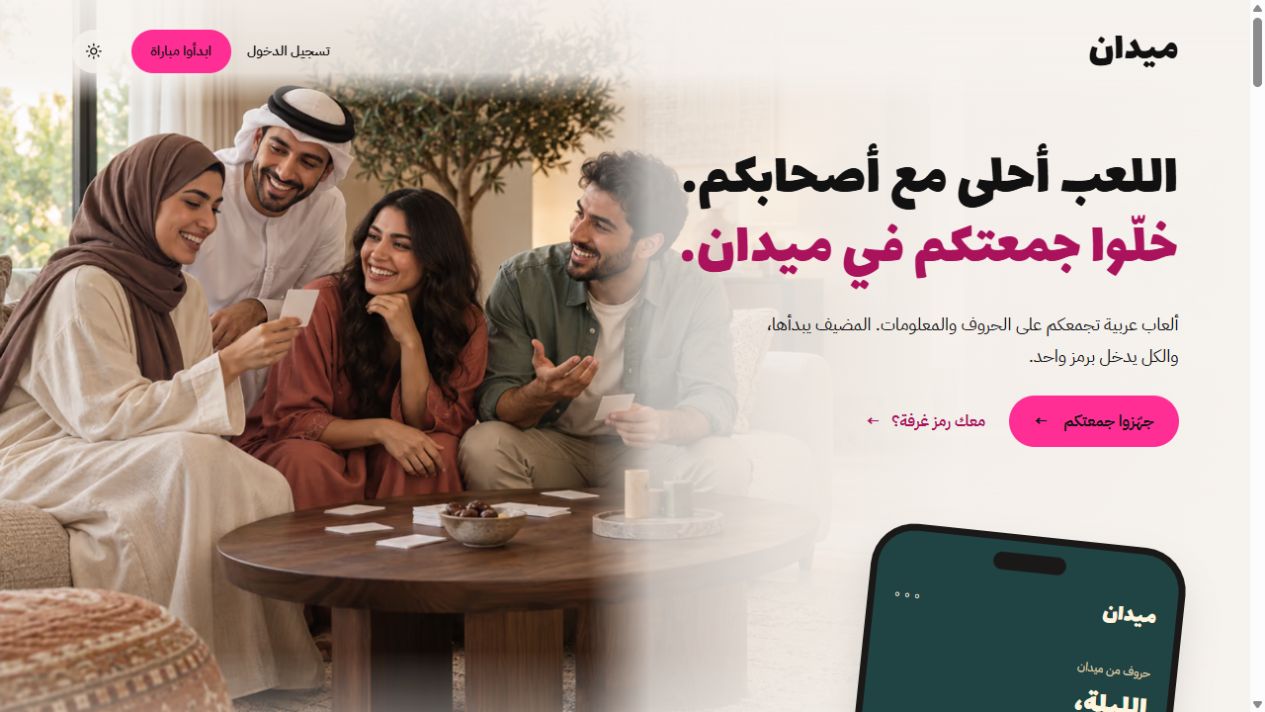 ميدان
تسجيل الدخول
ابدأوا مباراة
اللعب أحلى مع أصحابكم.
خلّوا جمعتكم في ميدان.
ألعاب عربية تجمعكم على الحروف والمعلومات. المضيف يبدأها،
والكل يدخل برمز واحد.
جهّزوا جمعتكم ←
معك رمز غرفة؟ ←
ميدان
حروف من ميدان
الليلة،